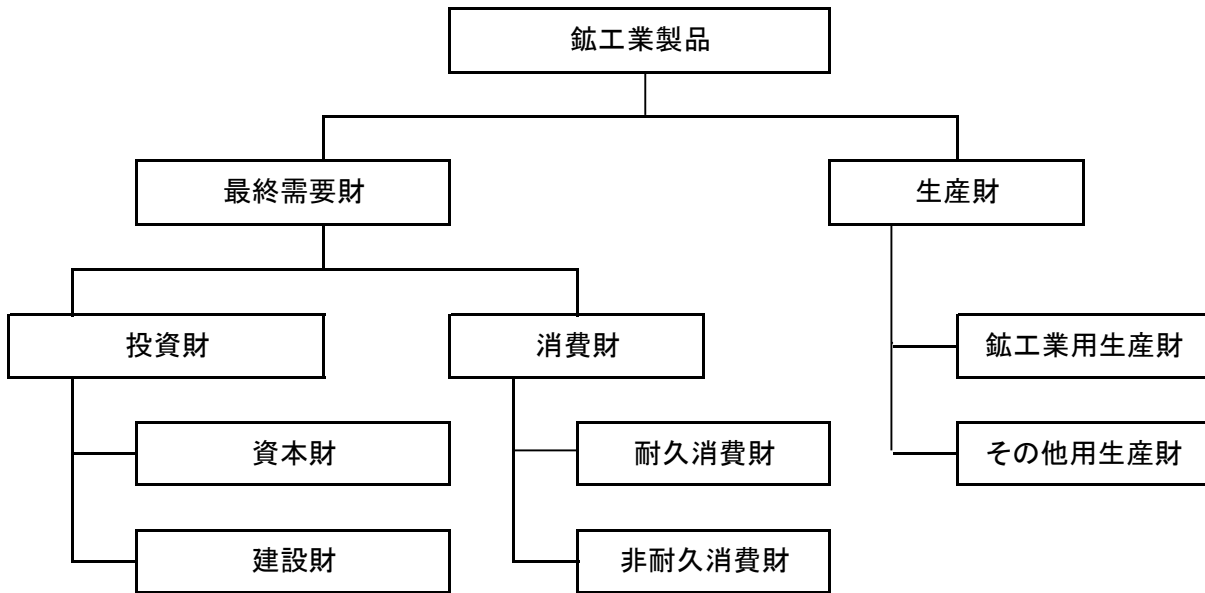 鉱工業製品
最終需要財
生産財
投資財
消費財
鉱工業用生産財
資本財
耐久消費財
その他用生産財
建設財
非耐久消費財